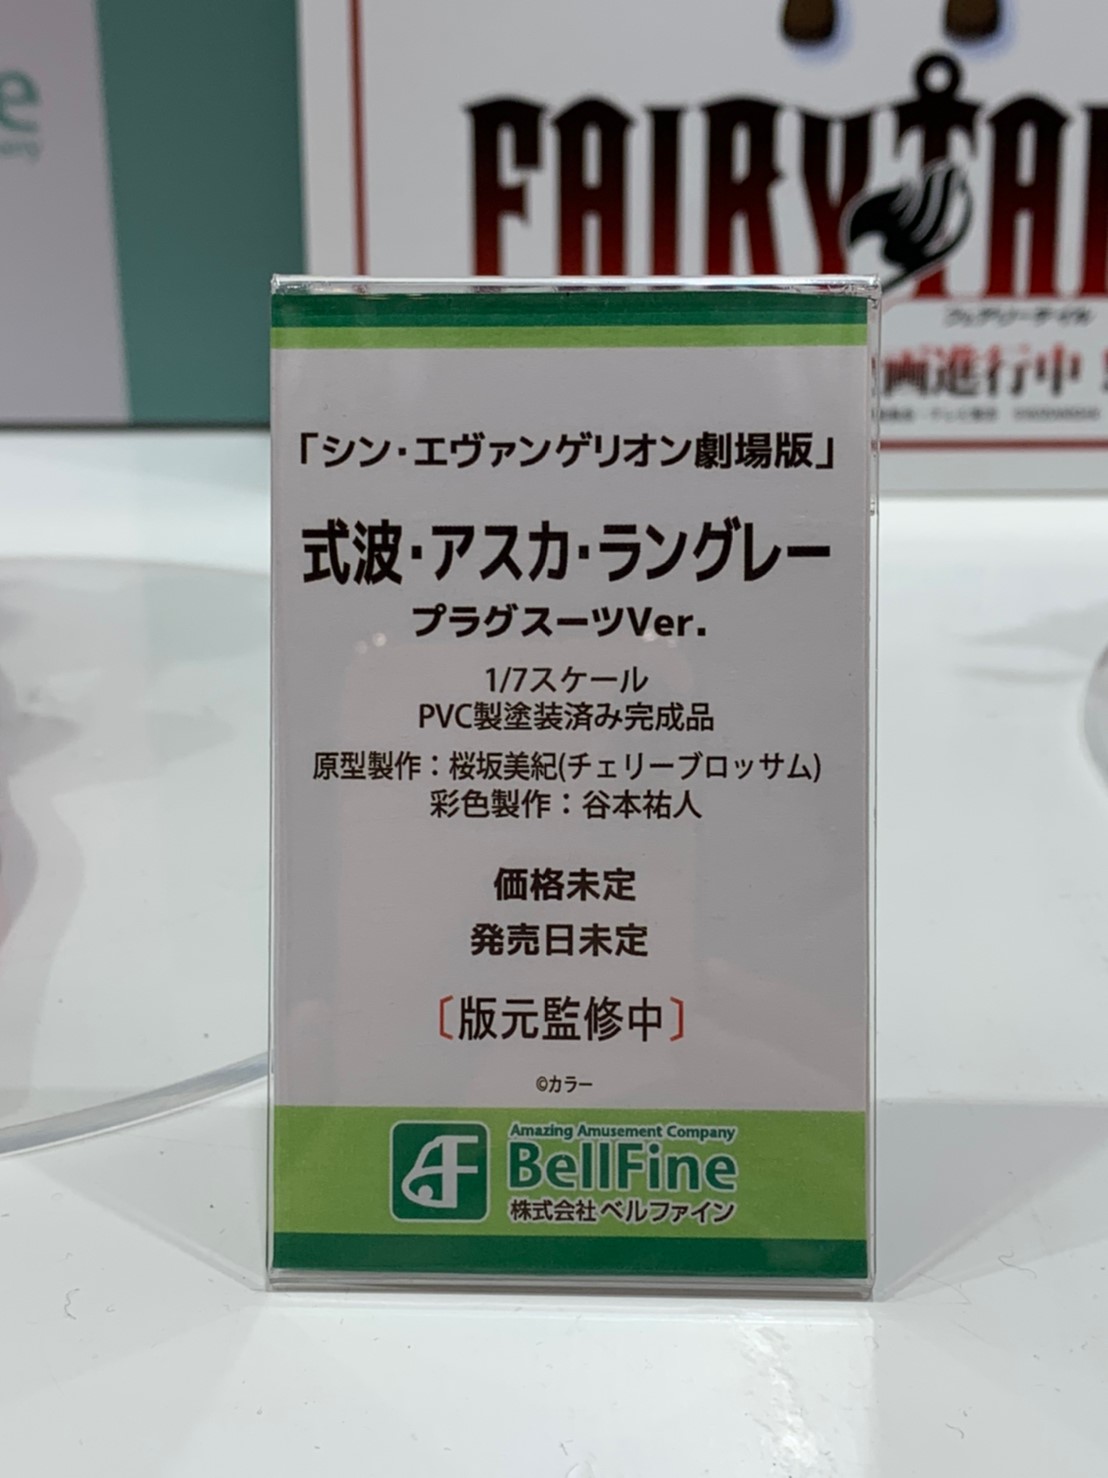 e
FAIRY TAI
フェアリーテイル
画進行中
「シン・エヴァンゲリオン劇場版」
式波・アスカ・ラングレー
プラグスーツVer.
1/7スケール
PVC製塗装済み完成品
原型製作：桜坂美紀(チェリーブロッサム)
彩色製作：谷本祐人
価格未定
発売日未定
〔版元監修中〕
©カラー
Amazing Amusement Company
BellFine
株式会社ベルファイン